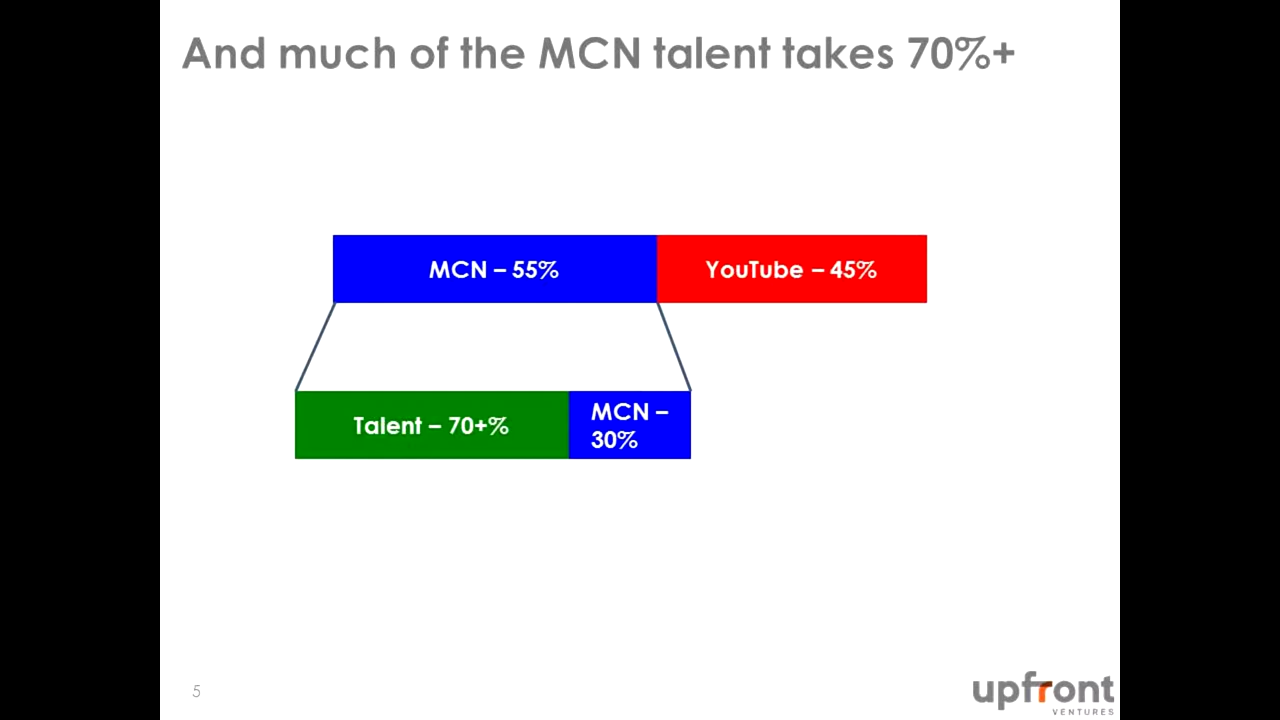 And much of the MCN talent takes 70%+
MCN – 55%
YouTube – 45%
Talent – 70+%
MCN –
30%
5
upfront
VENTURES